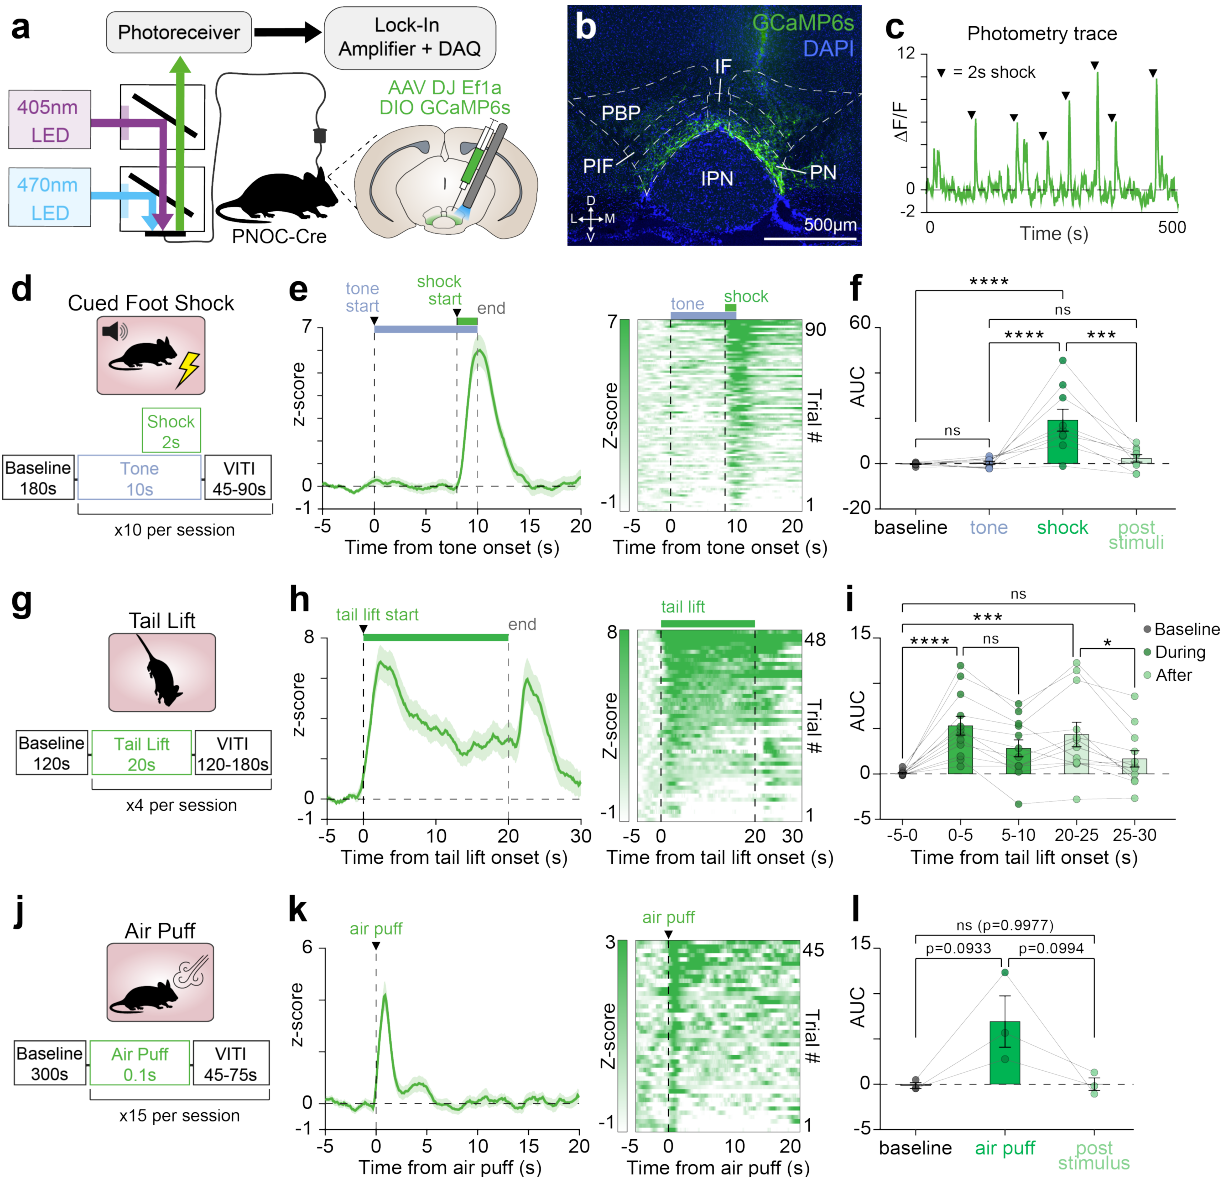 a
Photoreceiver
Lock-In
Amplifier + DAQ
405nm
LED
470nm
LED
AAV DJ Ef1a
DIO GCaMP6s
PNOC-Cre
b
GCaMP6s
DAPI
IF
PBP
PIF
IPN
PN
D
L
M
V
500µm
c
Photometry trace
▼ = 2s shock
ΔF/F
12
0
-2
0
500
Time (s)
d
Cued Foot Shock
Shock
2s
Baseline
180s
Tone
10s
VITI
45-90s
x10 per session
e
tone
start
shock
start
end
z-score
7
0
-1
-5
0
5
10
15
20
Time from tone onset (s)
tone
shock
7
-1
Z-score
90
1
Trial #
-5
0
10
20
Time from tone onset (s)
f
****
ns
****
***
ns
AUC
60
0
-20
baseline
tone
shock
post
stimuli
g
Tail Lift
Baseline
120s
Tail Lift
20s
VITI
120-180s
x4 per session
h
tail lift start
end
z-score
8
0
-1
-5
0
10
20
30
Time from tail lift onset (s)
tail lift
8
-1
Z-score
48
1
Trial #
-5
0
20
30
Time from tail lift onset (s)
i
ns
***
****
ns
*
Baseline
During
After
AUC
15
0
-5
-5-0
0-5
5-10
20-25
25-30
Time from tail lift onset (s)
j
Air Puff
Baseline
300s
Air Puff
0.1s
VITI
45-75s
x15 per session
k
air puff
z-score
6
0
-1
-5
0
5
10
15
20
Time from air puff (s)
air puff
3
-1
Z-score
45
1
Trial #
-5
0
10
20
Time from air puff (s)
l
ns (p=0.9977)
p=0.0933
p=0.0994
AUC
15
0
-5
baseline
air puff
post
stimulus